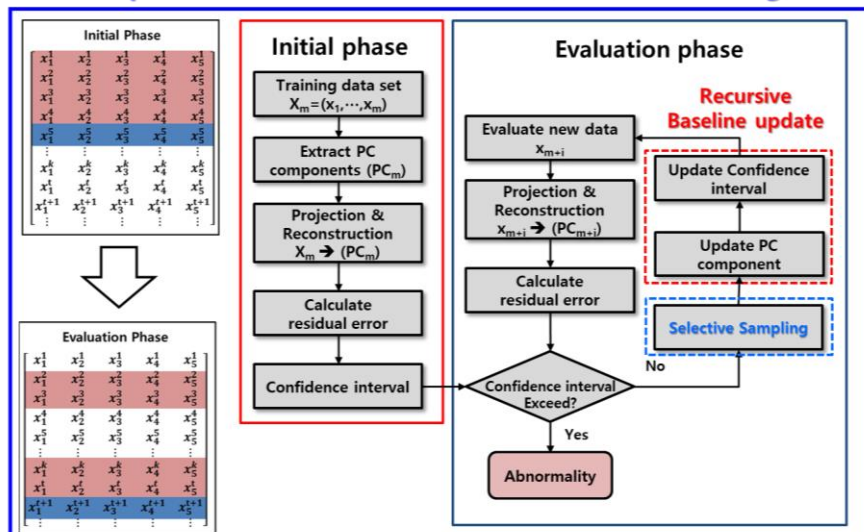 Initial Phase
x₁¹ x₂¹ x₃¹ x₄¹ x₅¹
x₁² x₂² x₃² x₄² x₅²
x₁³ x₂³ x₃³ x₄³ x₅³
x₁⁴ x₂⁴ x₃⁴ x₄⁴ x₅⁴
x₁⁵ x₂⁵ x₃⁵ x₄⁵ x₅⁵
⋮ ⋮ ⋮ ⋮ ⋮
x₁ᵏ x₂ᵏ x₃ᵏ x₄ᵏ x₅ᵏ
x₁ᵗ x₂ᵗ x₃ᵗ x₄ᵗ x₅ᵗ
x₁ᵗ⁺¹ x₂ᵗ⁺¹ x₃ᵗ⁺¹ x₄ᵗ⁺¹ x₅ᵗ⁺¹
⋮ ⋮ ⋮ ⋮ ⋮
Evaluation Phase
x₁¹ x₂¹ x₃¹ x₄¹ x₅¹
x₁² x₂² x₃² x₄² x₅²
x₁³ x₂³ x₃³ x₄³ x₅³
x₁⁴ x₂⁴ x₃⁴ x₄⁴ x₅⁴
x₁⁵ x₂⁵ x₃⁵ x₄⁵ x₅⁵
⋮ ⋮ ⋮ ⋮ ⋮
x₁ᵏ x₂ᵏ x₃ᵏ x₄ᵏ x₅ᵏ
x₁ᵗ x₂ᵗ x₃ᵗ x₄ᵗ x₅ᵗ
x₁ᵗ⁺¹ x₂ᵗ⁺¹ x₃ᵗ⁺¹ x₄ᵗ⁺¹ x₅ᵗ⁺¹
⋮ ⋮ ⋮ ⋮ ⋮
Initial phase
Training data set
Xₘ=(x₁,⋯,xₘ)
Extract PC
components (PCₘ)
Projection &
Reconstruction
Xₘ ➔ (PCₘ)
Calculate
residual error
Confidence interval
Evaluation phase
Evaluate new data
xₘ₊ᵢ
Projection &
Reconstruction
xₘ₊ᵢ ➔ (PCₘ₊ᵢ)
Calculate
residual error
Confidence interval
Exceed?
Yes
Abnormality
No
Recursive
Baseline update
Update Confidence
interval
Update PC
component
Selective Sampling